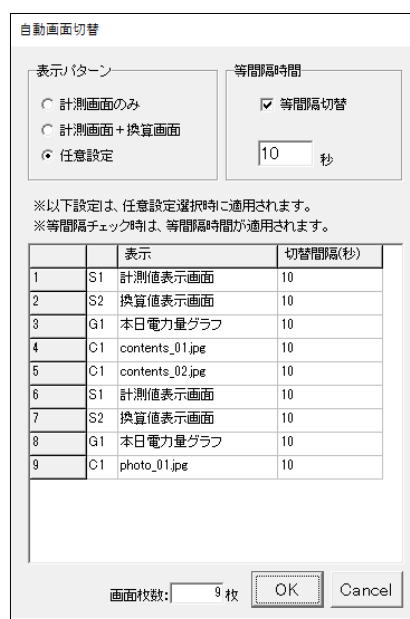 自動画面切替
表示パターン
計測画面のみ
計測画面＋換算画面
任意設定
等間隔時間
等間隔切替
10 秒
※以下設定は、任意設定選択時に適用されます。
※等間隔チェック時は、等間隔時間が適用されます。
表示 切替間隔(秒)
1 S1 計測値表示画面 10
2 S2 換算値表示画面 10
3 G1 本日電力量グラフ 10
4 C1 contents_01.jpg 10
5 C1 contents_02.jpg 10
6 S1 計測値表示画面 10
7 S2 換算値表示画面 10
8 G1 本日電力量グラフ 10
9 C1 photo_01.jpg 10
画面枚数: 9 枚 OK Cancel